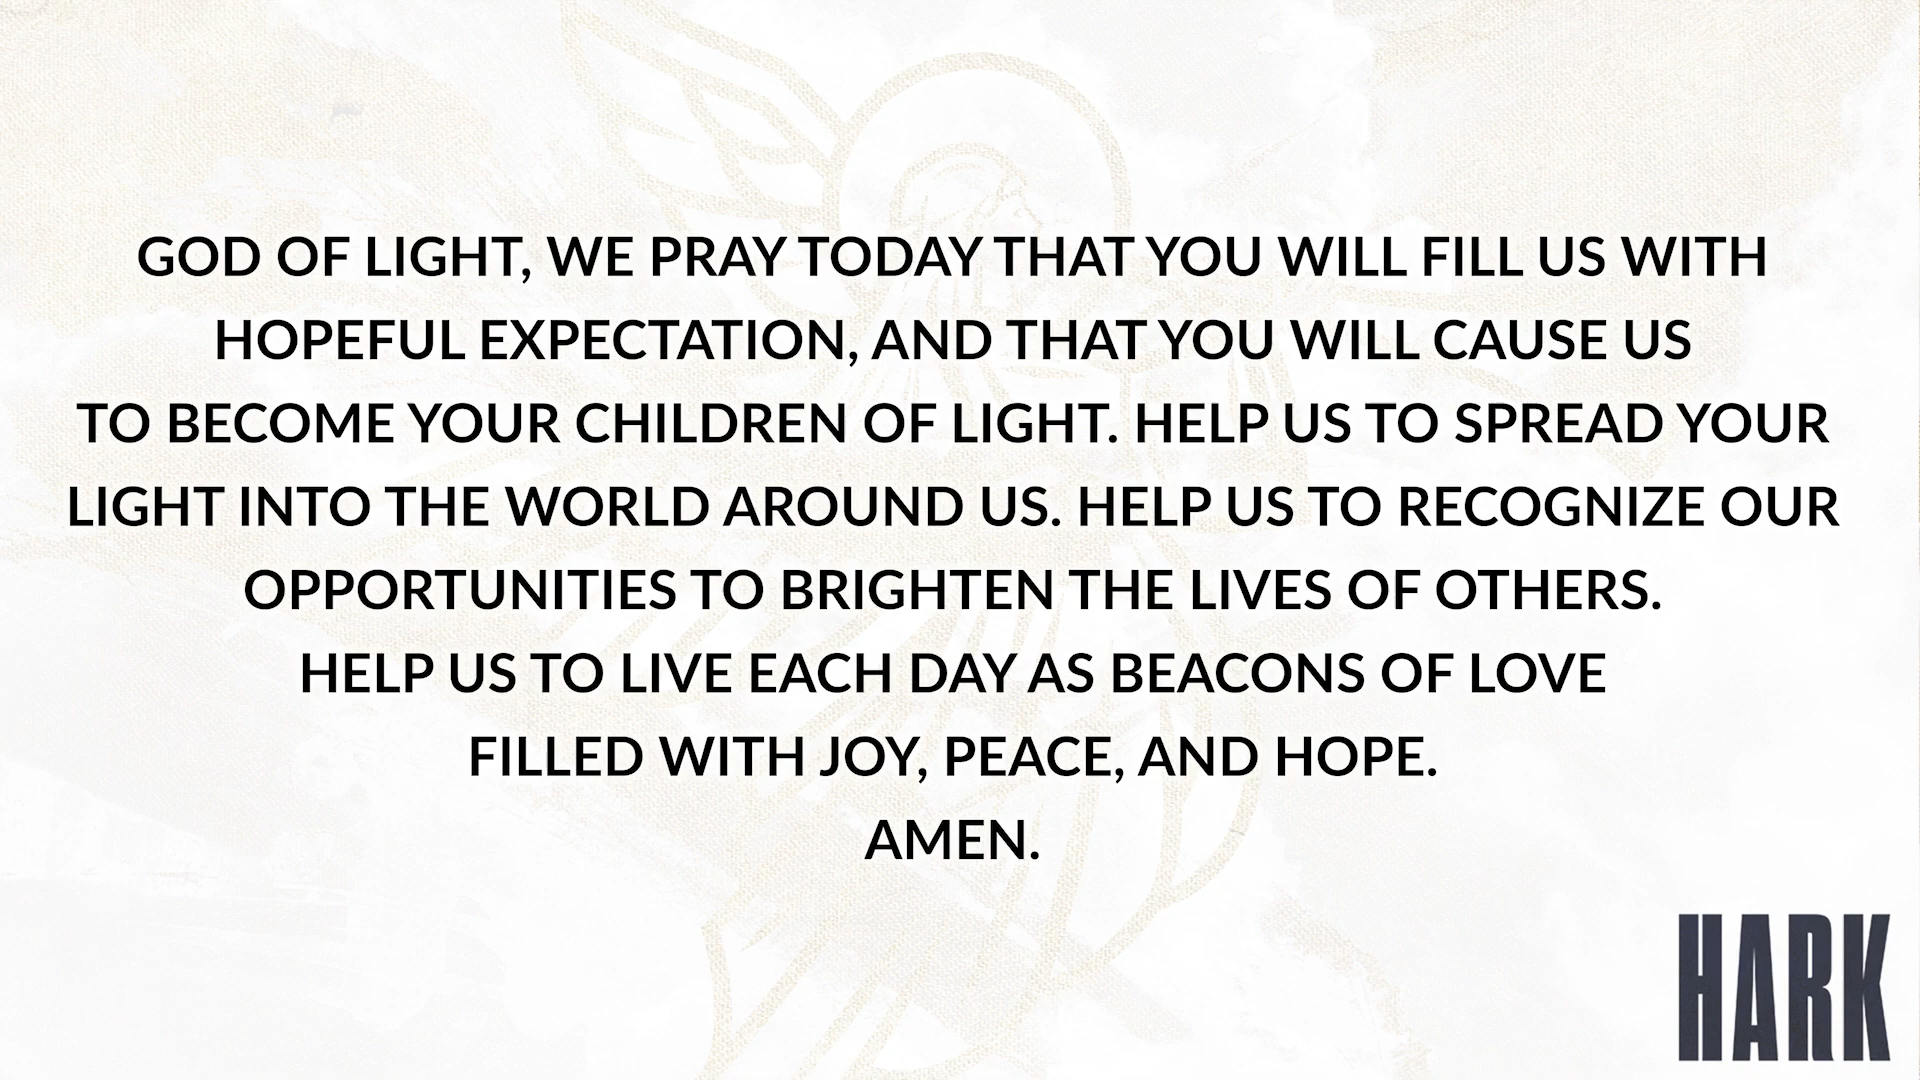 GOD OF LIGHT, WE PRAY TODAY THAT YOU WILL FILL US WITH
HOPEFUL EXPECTATION, AND THAT YOU WILL CAUSE US
TO BECOME YOUR CHILDREN OF LIGHT. HELP US TO SPREAD YOUR
LIGHT INTO THE WORLD AROUND US. HELP US TO RECOGNIZE OUR
OPPORTUNITIES TO BRIGHTEN THE LIVES OF OTHERS.
HELP US TO LIVE EACH DAY AS BEACONS OF LOVE
FILLED WITH JOY, PEACE, AND HOPE.
AMEN.
HARK